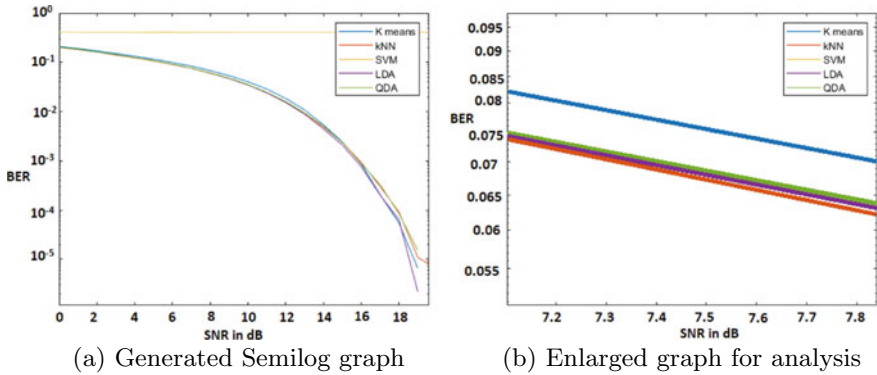 10^0
10^-1
10^-2
10^-3
BER
10^-4
10^-5
0 2 4 6 8 10 12 14 16 18
SNR in dB
K means
kNN
SVM
LDA
QDA
(a) Generated Semilog graph
0.095
0.09
0.085
0.08
BER
0.075
0.07
0.065
0.06
0.055
7.2 7.3 7.4 7.5 7.6 7.7 7.8
SNR in dB
K means
kNN
SVM
LDA
QDA
(b) Enlarged graph for analysis